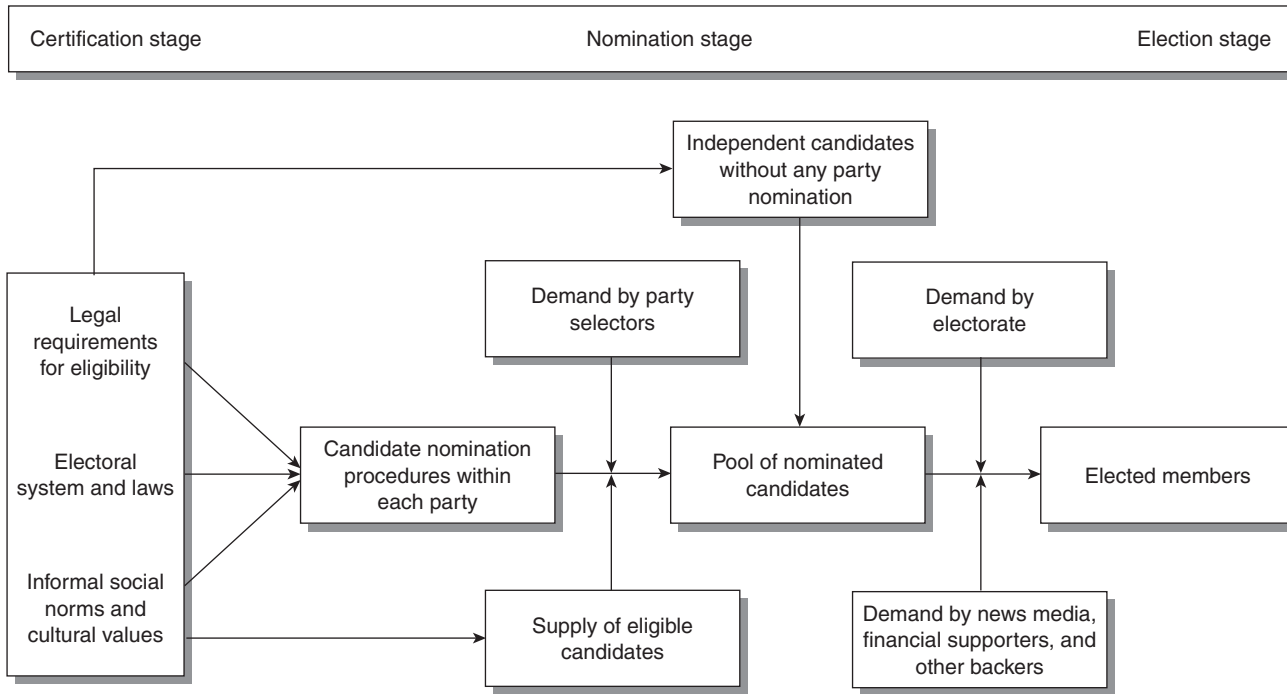 Certification stage
Nomination stage
Election stage
Independent candidates
without any party
nomination
Legal
requirements
for eligibility
Electoral
system and laws
Informal social
norms and
cultural values
Demand by party
selectors
Demand by
electorate
Candidate nomination
procedures within
each party
Pool of nominated
candidates
Elected members
Supply of eligible
candidates
Demand by news media,
financial supporters, and
other backers